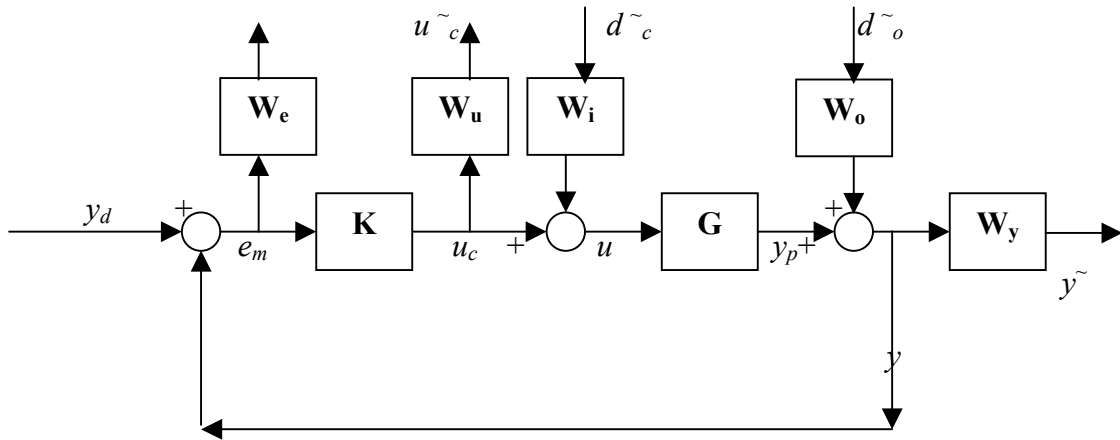 u~c d~c d~o
We Wu Wi Wo
yd + K + G + + Wy
em uc u yp y~
y